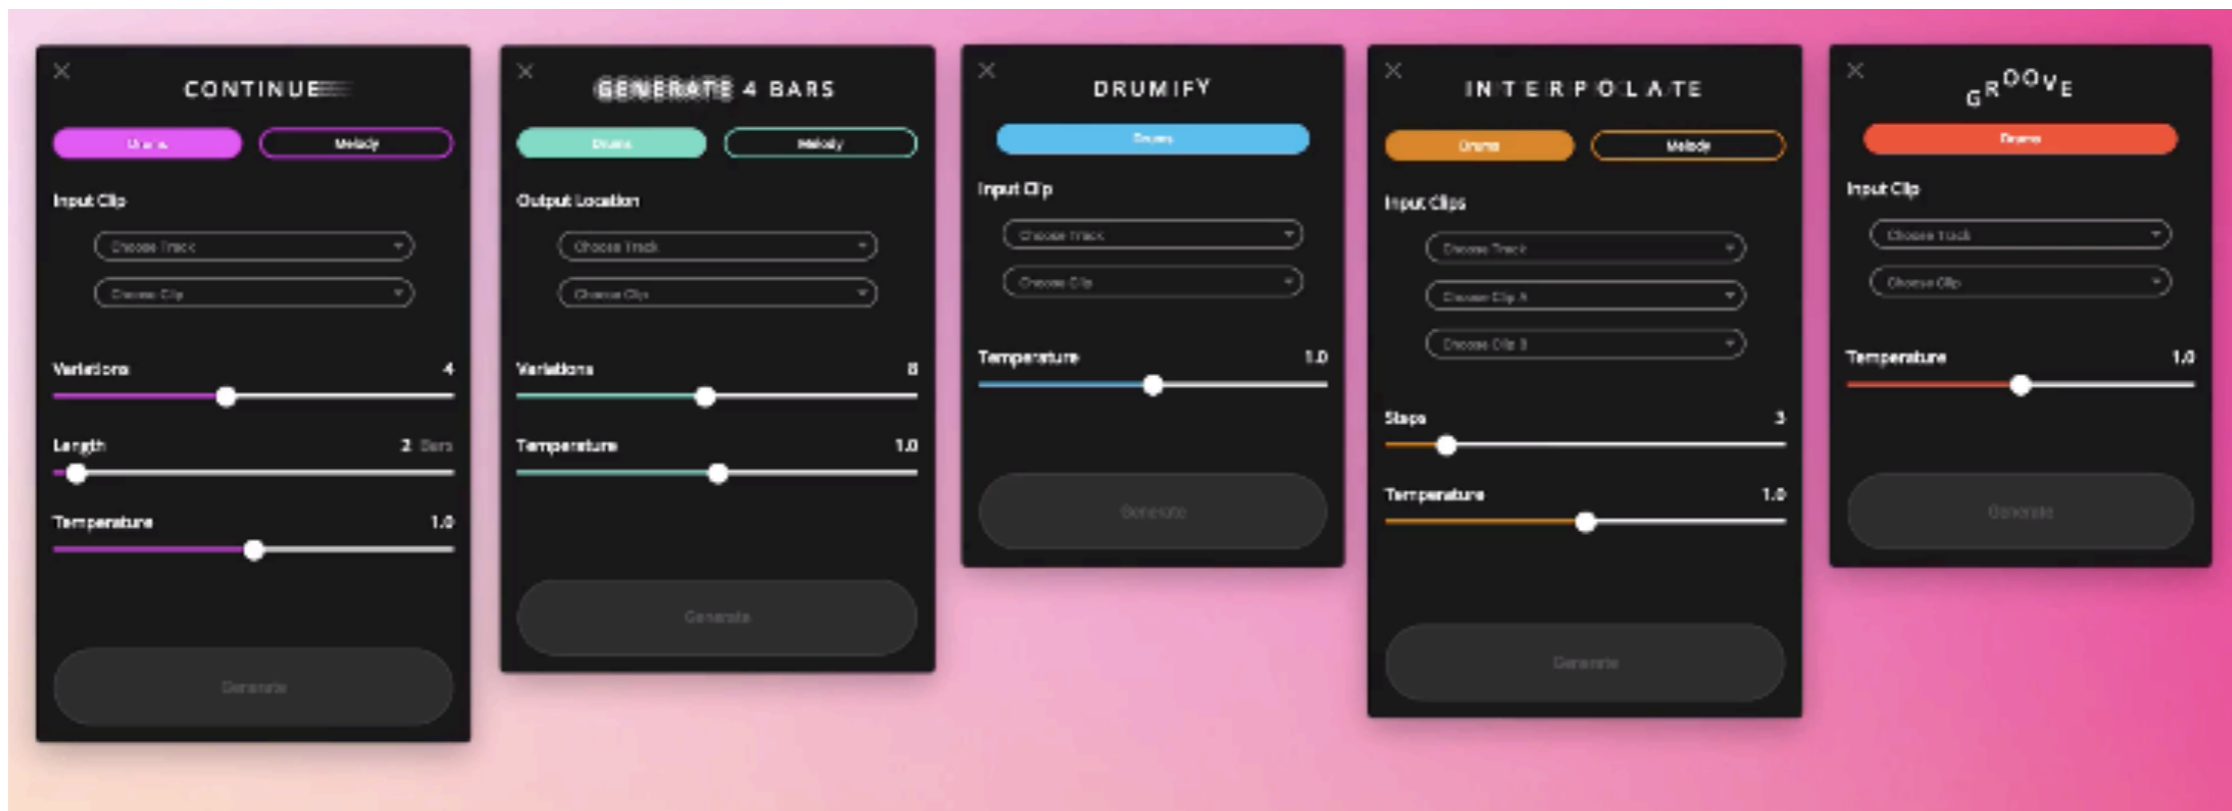 CONTINUE
Drums
Melody
Input Clip
Choose Track
Choose Clip
Variations 4
Length 2 Bars
Temperature 1.0
Generate
GENERATE 4 BARS
Drums
Melody
Output Location
Choose Track
Choose Clip
Variations 8
Temperature 1.0
Generate
DRUMIFY
Drums
Input Clip
Choose Track
Choose Clip
Temperature 1.0
Generate
INTERPOLATE
Drums
Melody
Input Clips
Choose Track
Choose Clip A
Choose Clip B
Steps 3
Temperature 1.0
Generate
GROOVE
Drums
Input Clip
Choose Track
Choose Clip
Temperature 1.0
Generate